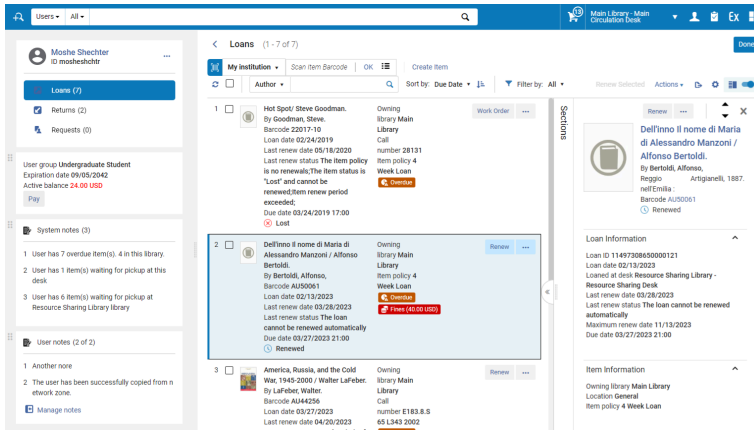 Users
All
13
Main Library - Main
Circulation Desk
Ex
Moshe Shechter
ID mosheshchtr
Loans (7)
Returns (2)
Requests (0)
User group Undergraduate Student
Expiration date 09/05/2042
Active balance 24.00 USD
Pay
System notes (3)
1 User has 7 overdue item(s). 4 in this library.
2 User has 1 item(s) waiting for pickup at this
desk
3 User has 6 item(s) waiting for pickup at
Resource Sharing Library library
User notes (2 of 2)
1 Another nore
2 The user has been successfully copied from n
etwork zone.
Manage notes
Loans (1 - 7 of 7)
Done
My institution
Scan Item Barcode
OK
Create Item
Author
Sort by: Due Date
Filter by: All
Renew Selected
Actions
1
Hot Spot/ Steve Goodman.
By Goodman, Steve.
Barcode 22017-10
Loan date 02/24/2019
Last renew date 05/18/2020
Last renew status The item policy
is no renewals;The item status is
"Lost" and cannot be
renewed;Item renew period
exceeded;
Due date 03/24/2019 17:00
Lost
Owning
library Main
Library
Call
number 28131
Item policy 4
Week Loan
Overdue
Work Order
2
Dell'inno Il nome di Maria di
Alessandro Manzoni / Alfonso
Bertoldi.
By Bertoldi, Alfonso,
Barcode AU50061
Loan date 02/13/2023
Last renew date 03/28/2023
Last renew status The loan
cannot be renewed automatically
Due date 03/27/2023 21:00
Renewed
Owning
library Main
Library
Item policy 4
Week Loan
Overdue
Fines (40.00 USD)
Renew
3
America, Russia, and the Cold
War, 1945-2000 / Walter LaFeber.
By LaFeber, Walter.
Barcode AU44256
Loan date 03/27/2023
Last renew date 04/20/2023
Owning
library Main
Library
Call
number E183.8.S
65 L343 2002
Renew
Sections
Renew
Dell'inno Il nome di Maria
di Alessandro Manzoni /
Alfonso Bertoldi.
By Bertoldi, Alfonso,
Reggio Artigianelli, 1887.
nell'Emilia :
Barcode AU50061
Renewed
Loan Information
Loan ID 11497308650000121
Loan date 02/13/2023
Loaned at desk Resource Sharing Library -
Resource Sharing Desk
Last renew date 03/28/2023
Last renew status The loan cannot be renewed
automatically
Maximum renew date 11/13/2023
Due date 03/27/2023 21:00
Item Information
Owning library Main Library
Location General
Item policy 4 Week Loan